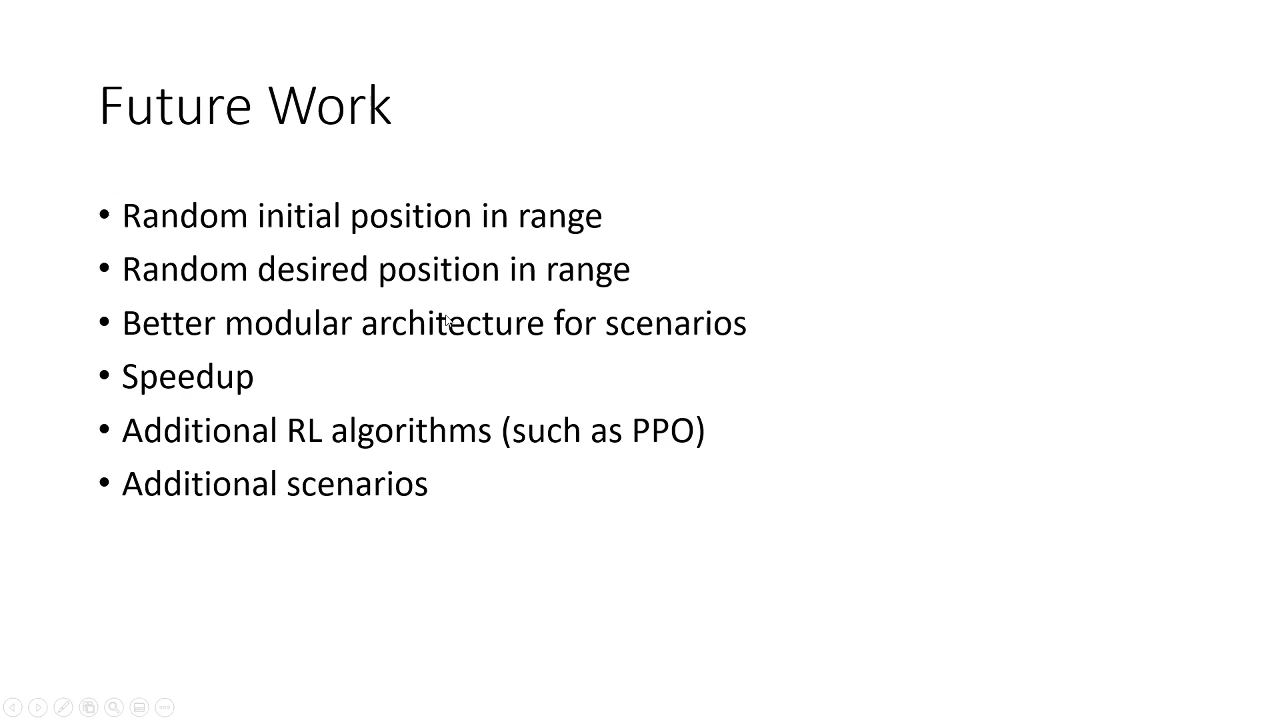 Future Work
• Random initial position in range
• Random desired position in range
• Better modular architecture for scenarios
• Speedup
• Additional RL algorithms (such as PPO)
• Additional scenarios